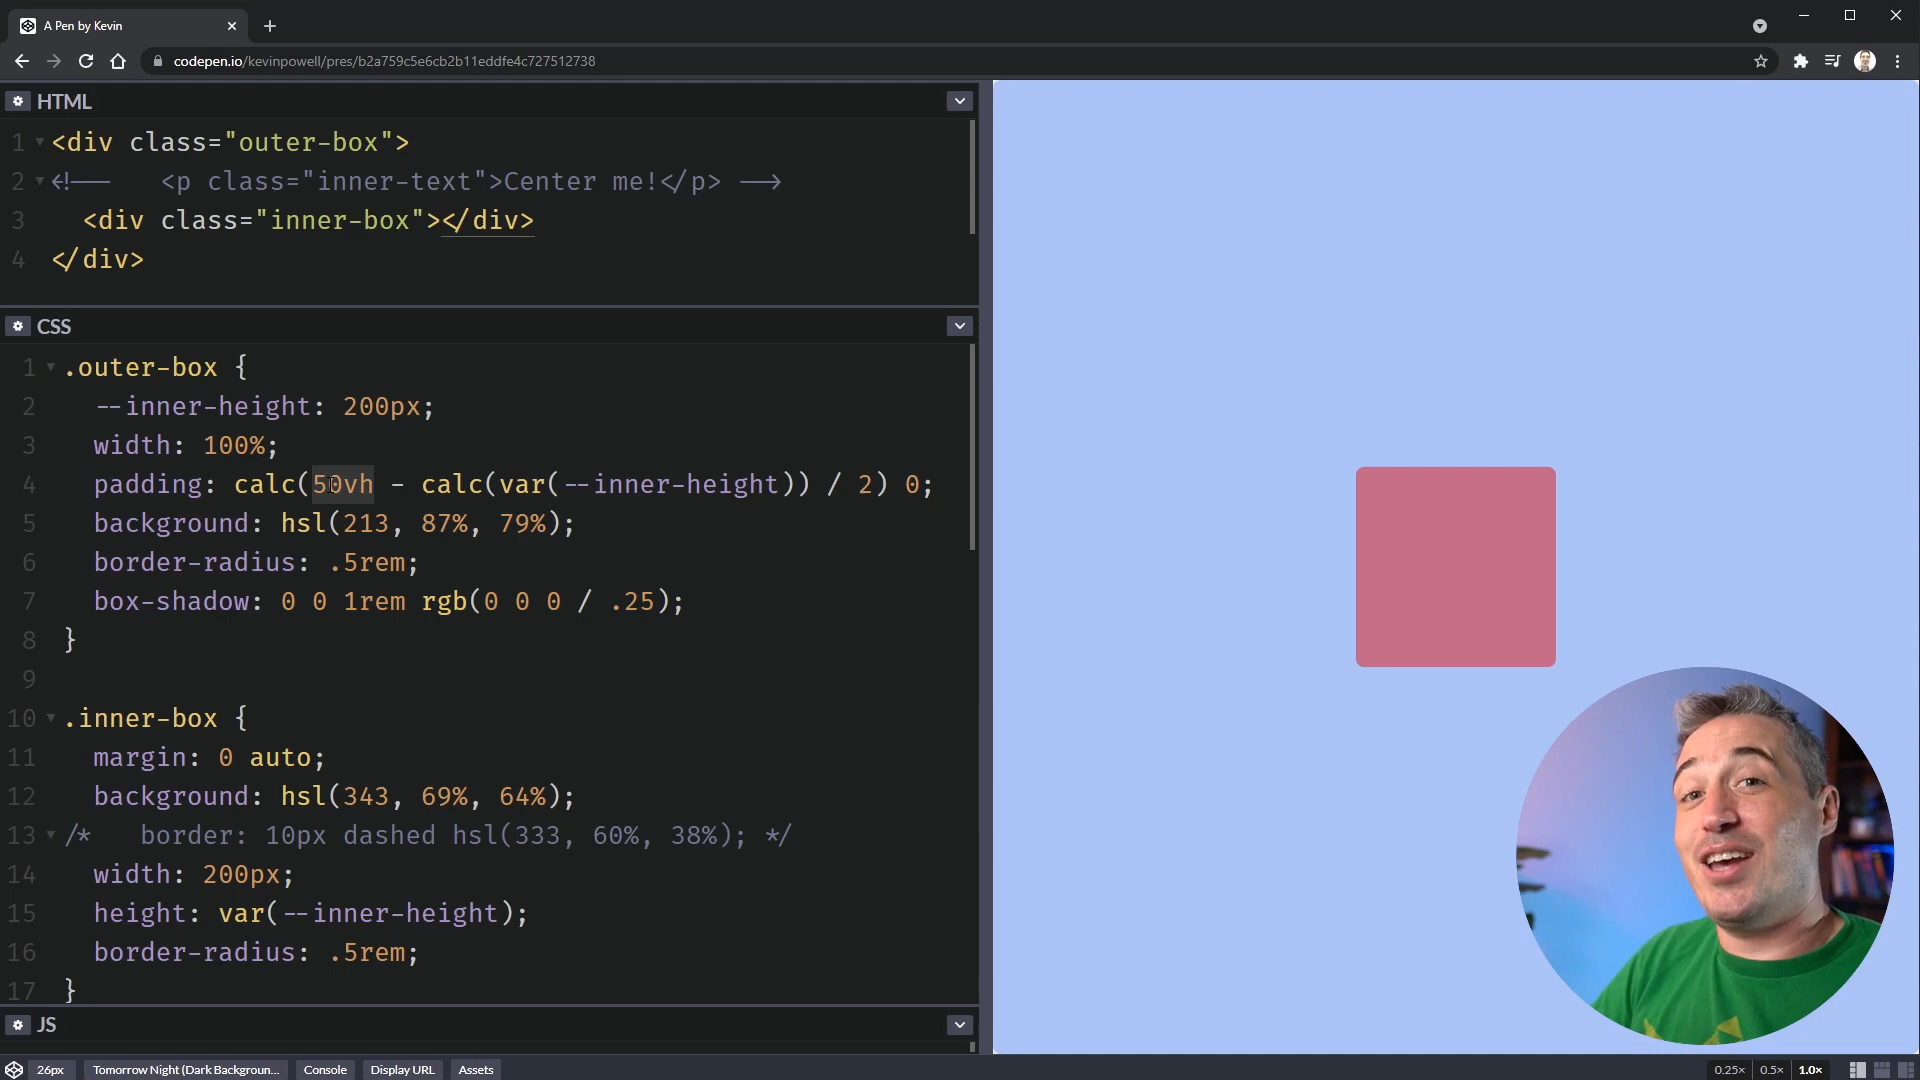 A Pen by Kevin
codepen.io/kevinpowell/pres/b2a759c5e6cb2b11eddfe4c727512738
HTML
1 <div class="outer-box">
2 <!-- <p class="inner-text">Center me!</p> -->
3 <div class="inner-box"></div>
4 </div>
CSS
1 .outer-box {
2 --inner-height: 200px;
3 width: 100%;
4 padding: calc(50vh - calc(var(--inner-height)) / 2) 0;
5 background: hsl(213, 87%, 79%);
6 border-radius: .5rem;
7 box-shadow: 0 0 1rem rgb(0 0 0 / .25);
8 }
9
10 .inner-box {
11 margin: 0 auto;
12 background: hsl(343, 69%, 64%);
13 /* border: 10px dashed hsl(333, 60%, 38%); */
14 width: 200px;
15 height: var(--inner-height);
16 border-radius: .5rem;
17 }
JS
26px Tomorrow Night (Dark Backgroun... Console Display URL Assets 0.25× 0.5× 1.0×